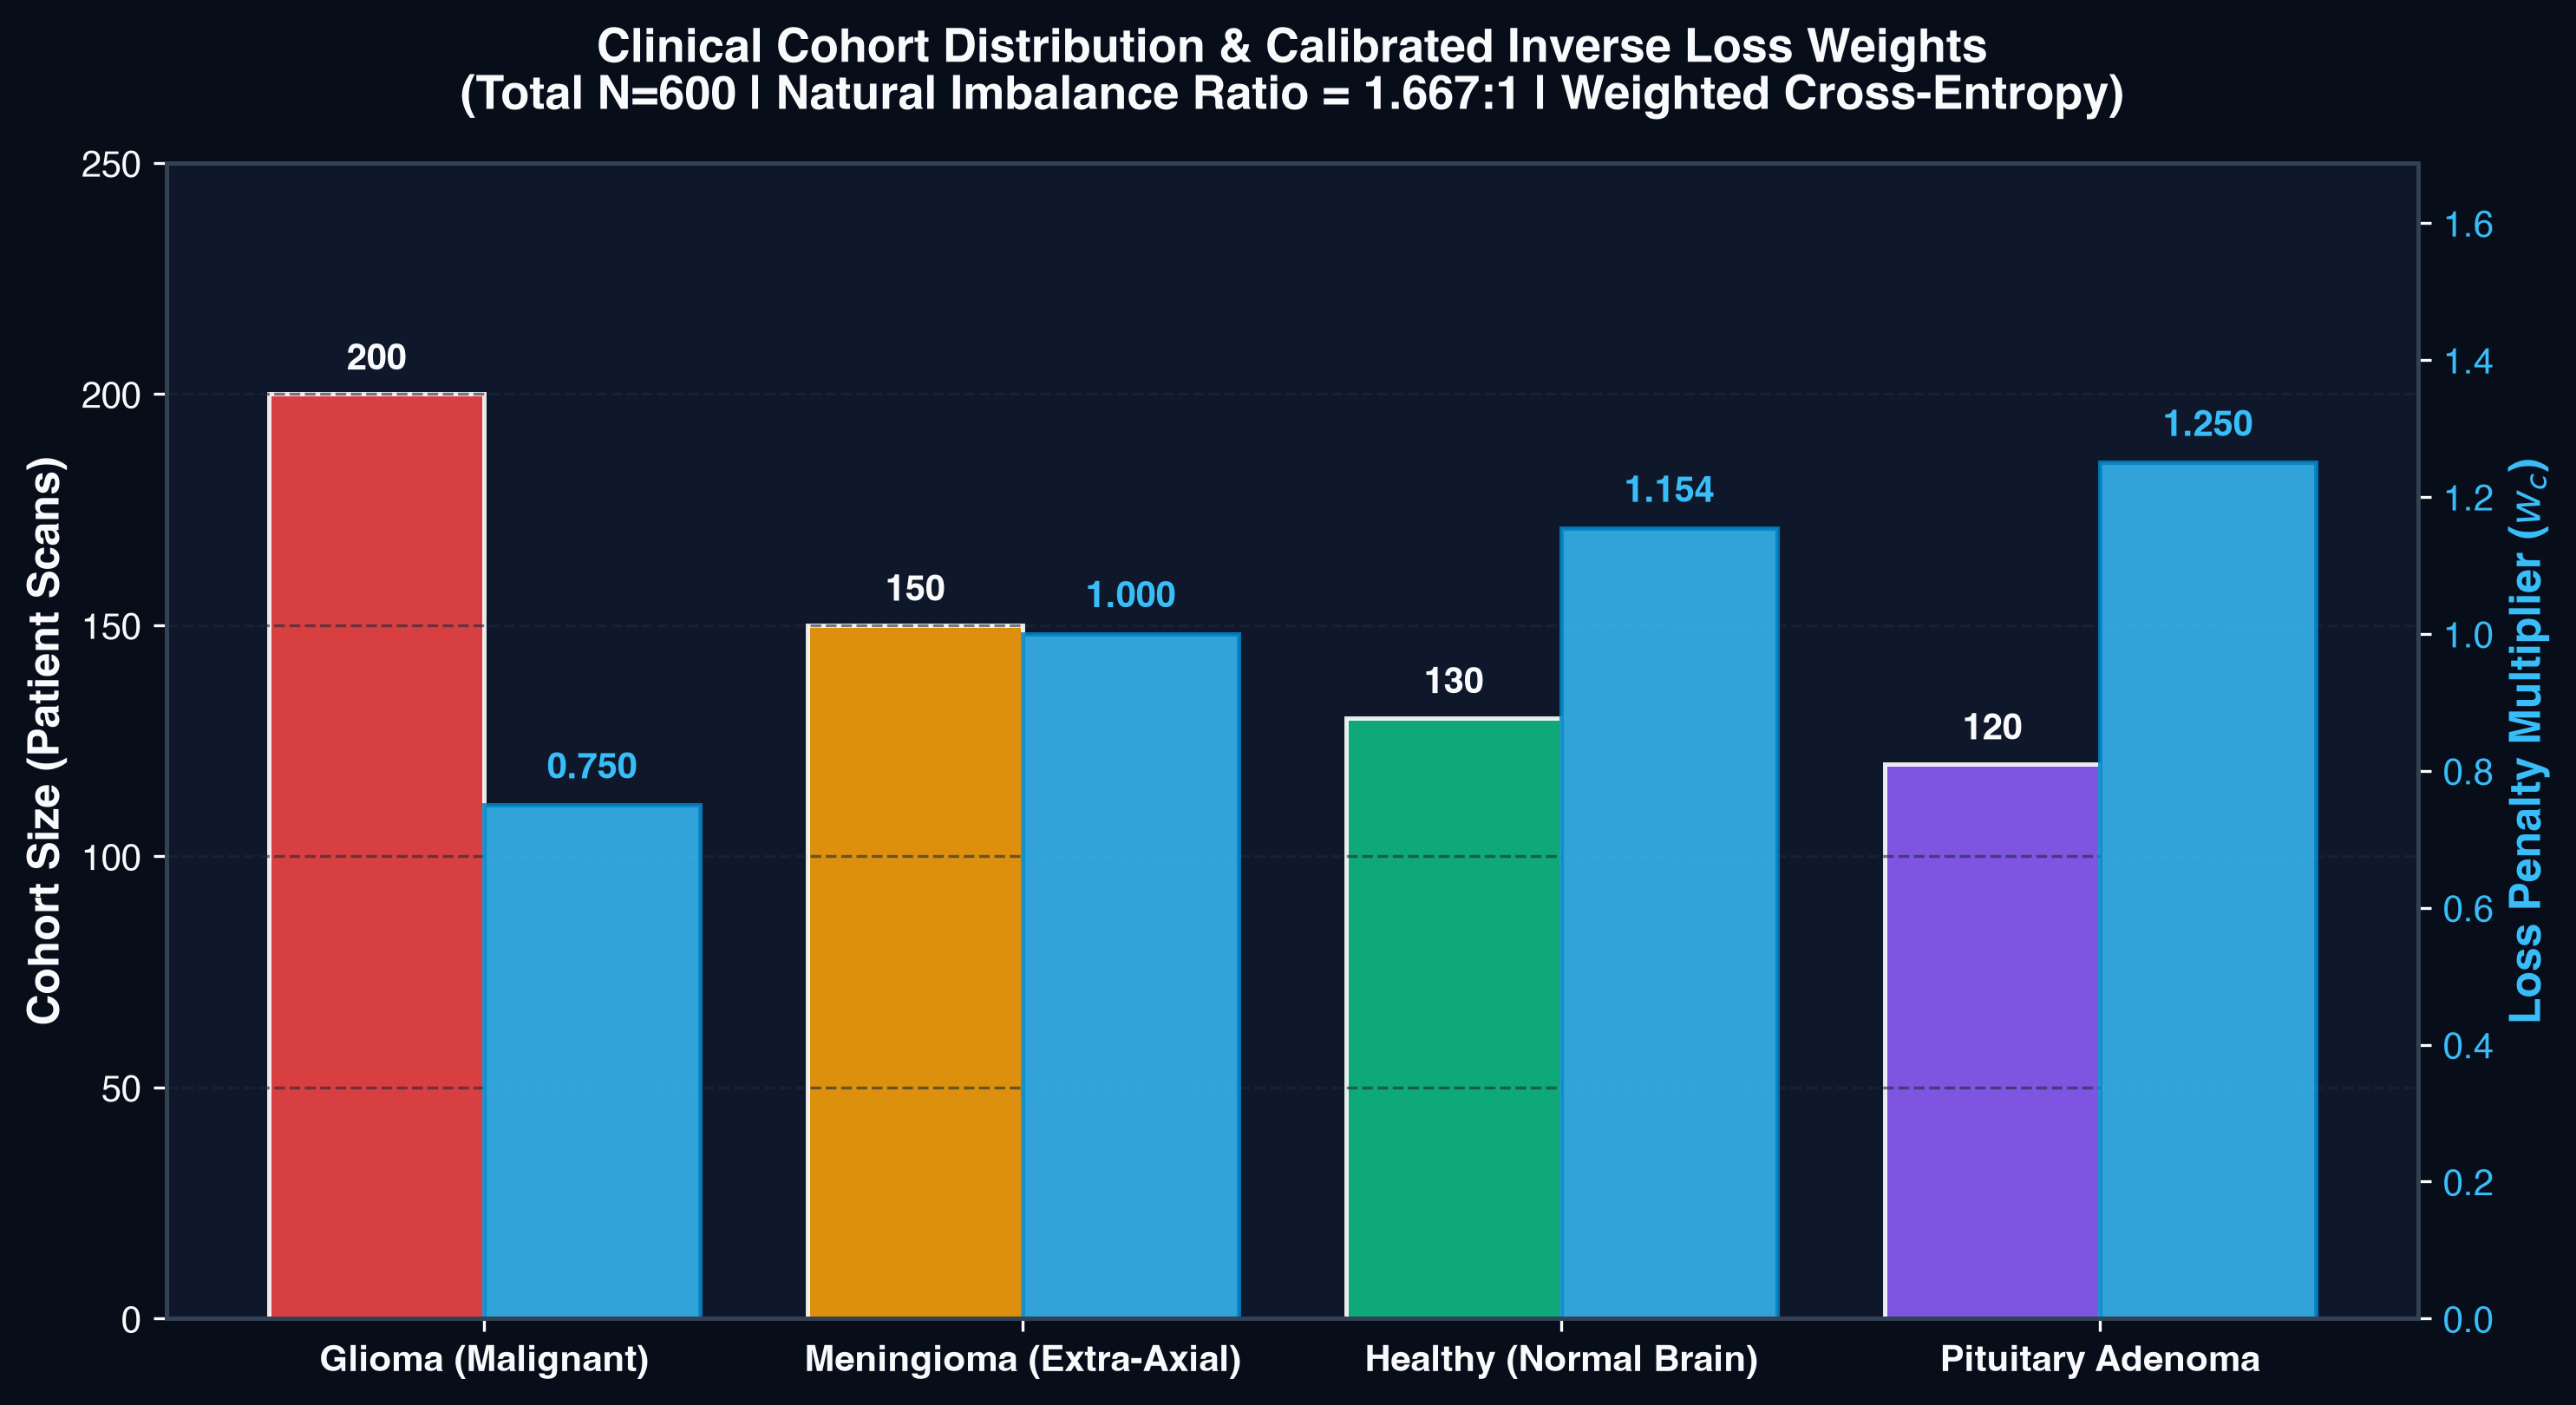 Clinical Cohort Distribution & Calibrated Inverse Loss Weights
(Total N=600 | Natural Imbalance Ratio = 1.667:1 | Weighted Cross-Entropy)
Cohort Size (Patient Scans)
250
200
150
100
50
0
200
0.750
150
1.000
130
1.154
120
1.250
1.6
1.4
1.2
1.0
0.8
0.6
0.4
0.2
0.0
Loss Penalty Multiplier (w_c)
Glioma (Malignant)
Meningioma (Extra-Axial)
Healthy (Normal Brain)
Pituitary Adenoma